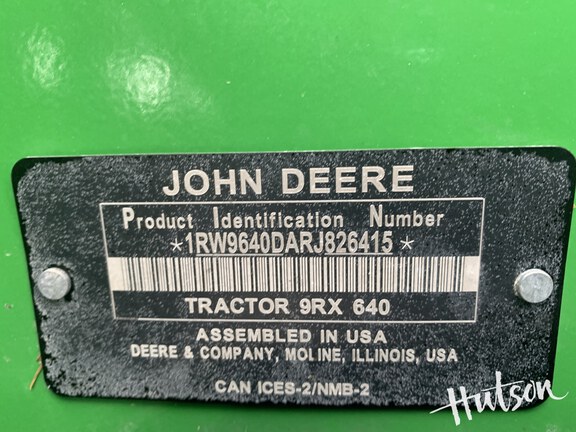 JOHN DEERE
Product Identification Number
*1RW9640DARJ826415*
TRACTOR 9RX 640
ASSEMBLED IN USA
DEERE & COMPANY, MOLINE, ILLINOIS, USA
CAN ICES-2/NMB-2
Hutson